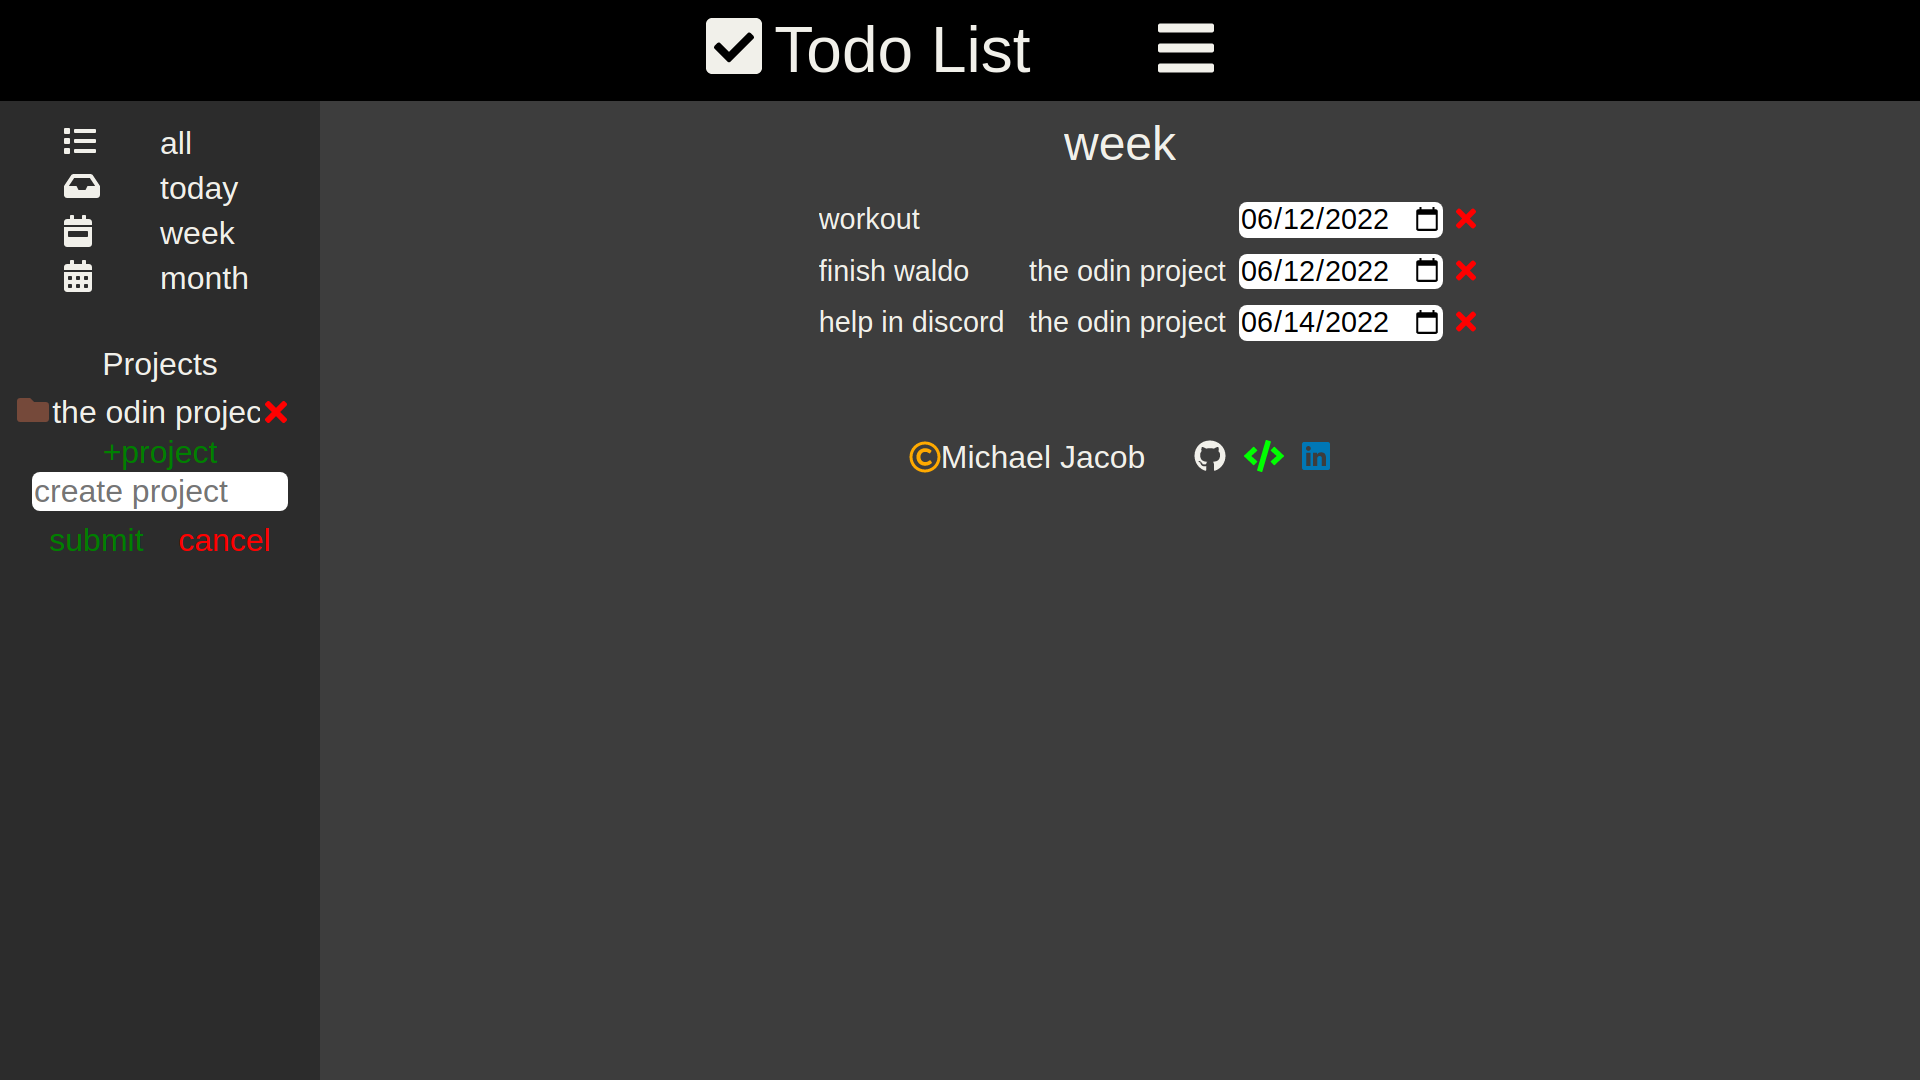 Todo List
all
today
week
month
Projects
the odin projec
+project
create project
submit cancel
week
workout 06/12/2022
finish waldo the odin project 06/12/2022
help in discord the odin project 06/14/2022
©Michael Jacob